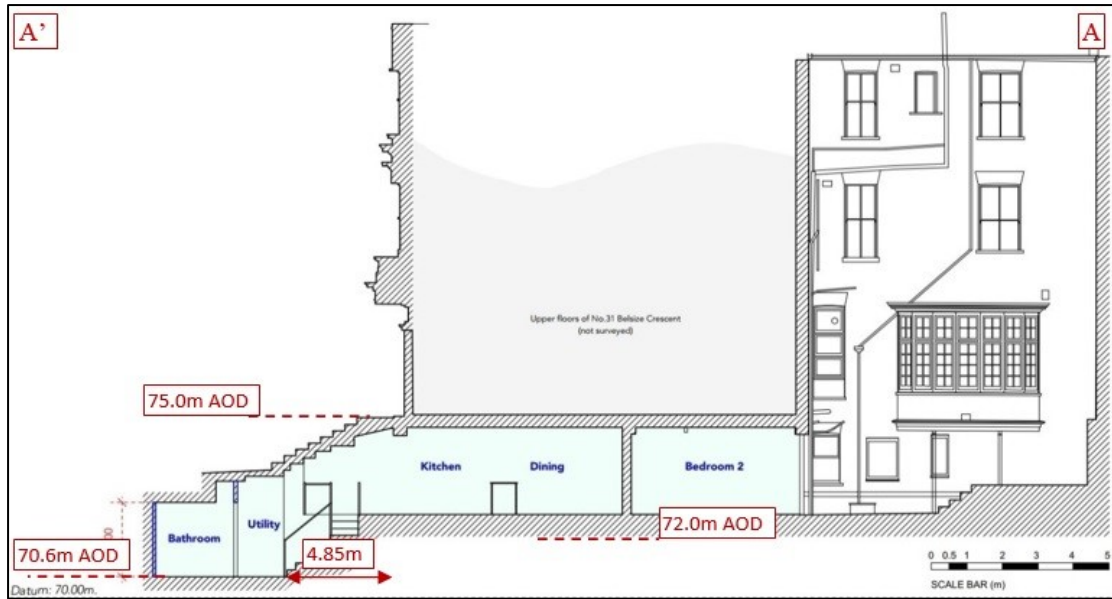 A’
A
Upper floors of No.31 Belsize Crescent
(not surveyed)
75.0m AOD
Kitchen
Dining
Bedroom 2
Utility
Bathroom
72.0m AOD
70.6m AOD
4.85m
Datum: 70.00m.
0 0.5 1 2 3 4 5
SCALE BAR (m)